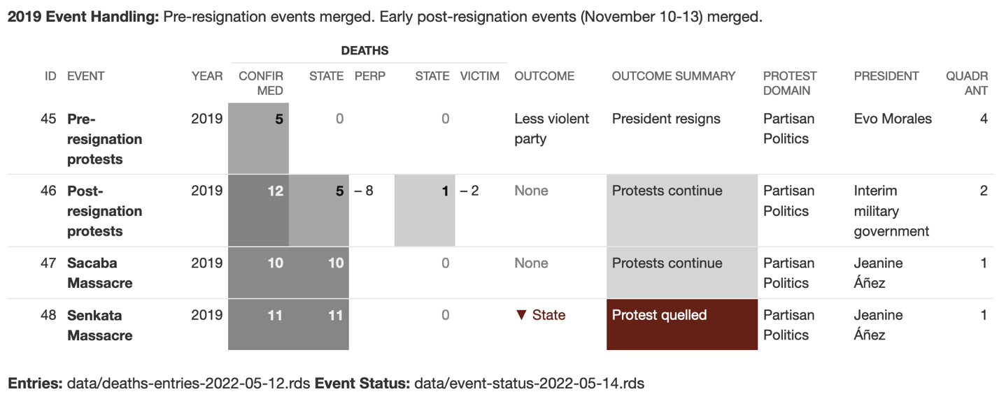 2019 Event Handling: Pre-resignation events merged. Early post-resignation events (November 10-13) merged.
DEATHS
ID EVENT YEAR CONFIR STATE PERP STATE VICTIM OUTCOME OUTCOME SUMMARY PROTEST PRESIDENT QUADR
MED DOMAIN ANT
45 Pre- 2019 5 0 0 Less violent President resigns Partisan Evo Morales 4
resignation party Politics
protests
46 Post- 2019 12 5 – 8 1 – 2 None Protests continue Partisan Interim 2
resignation Politics military
protests government
47 Sacaba 2019 10 10 0 None Protests continue Partisan Jeanine 1
Massacre Politics Áñez
48 Senkata 2019 11 11 0 ▼ State Protest quelled Partisan Jeanine 1
Massacre Politics Áñez
Entries: data/deaths-entries-2022-05-12.rds Event Status: data/event-status-2022-05-14.rds